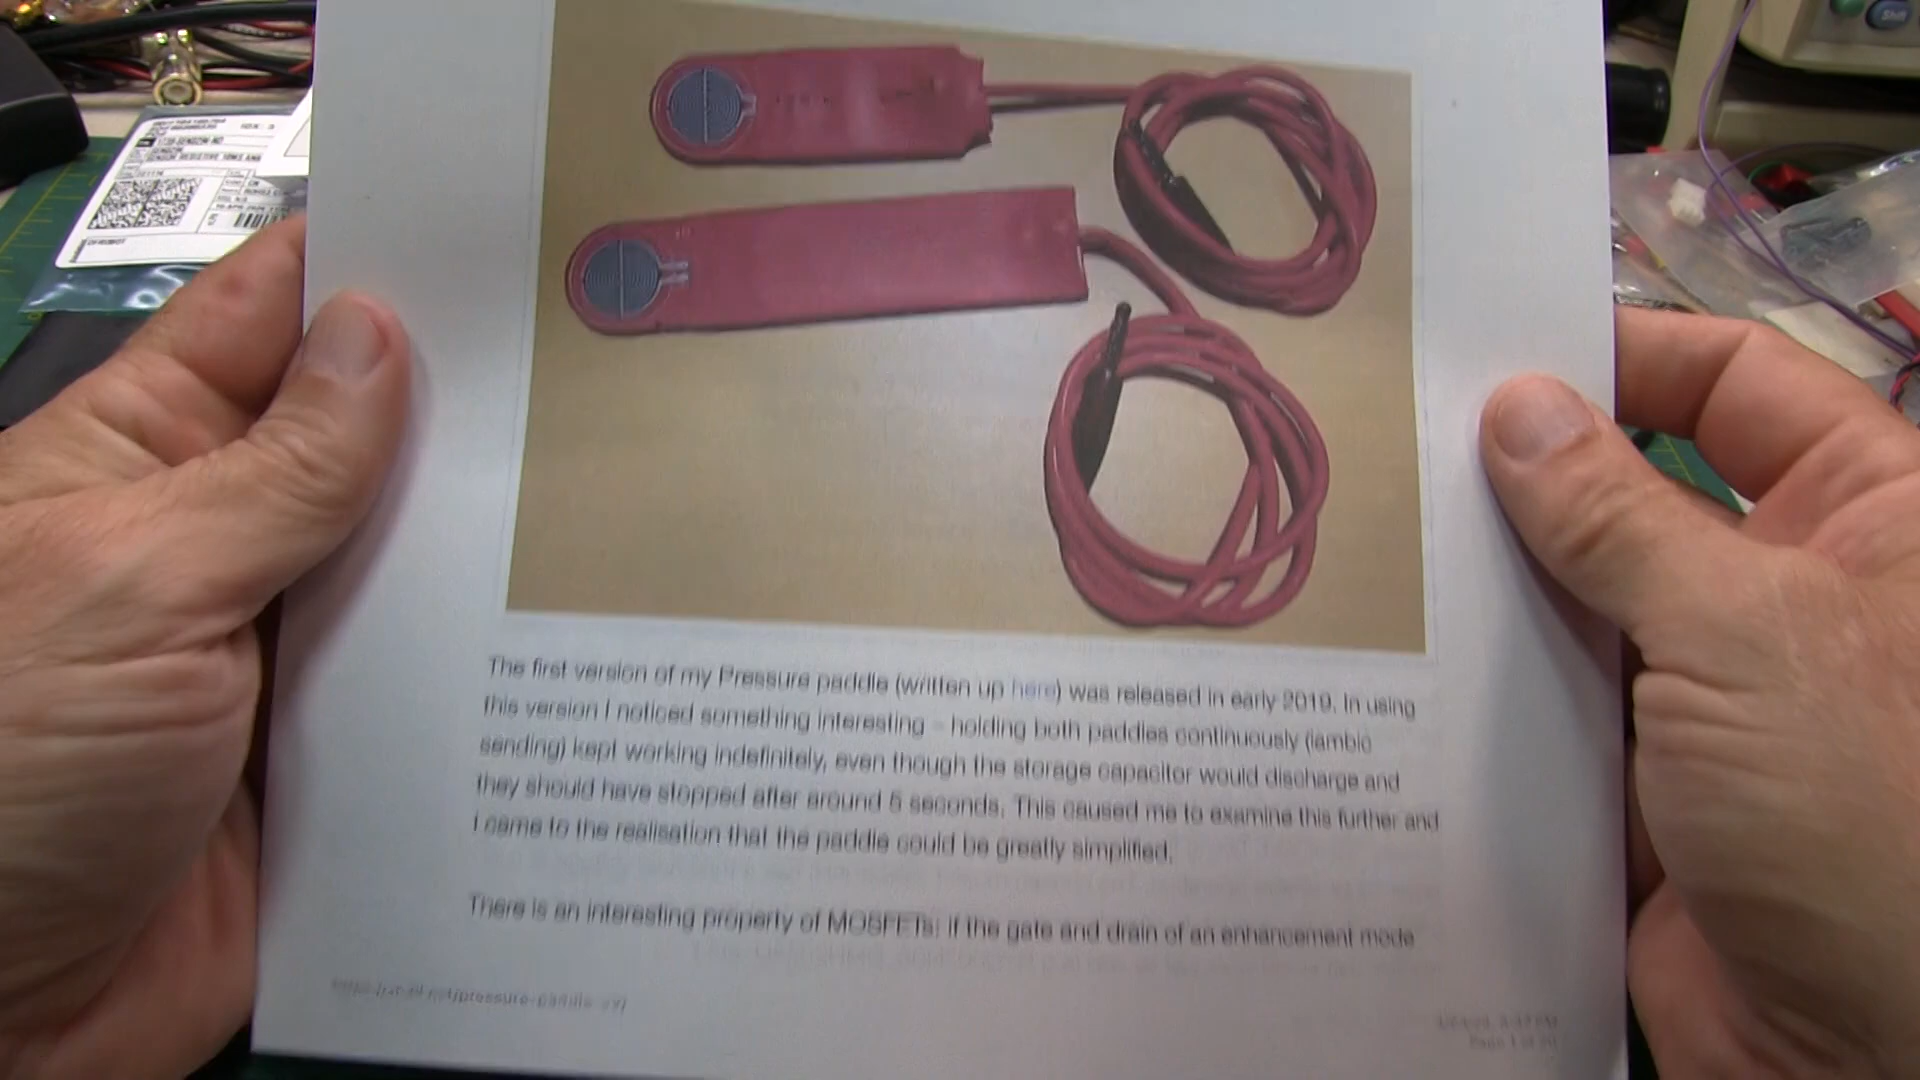 Shift
SENSOR RESISTIVE
The first version of my Pressure paddle (written up here) was released in early 2019. In using
this version I noticed something interesting – holding both paddles continuously (iambic
sending) kept working indefinitely, even though the storage capacitor would discharge and
they should have stopped after around 5 seconds. This caused me to examine this further and
I came to the realisation that the paddle could be greatly simplified.
There is an interesting property of MOSFETs: if the gate and drain of an enhancement mode